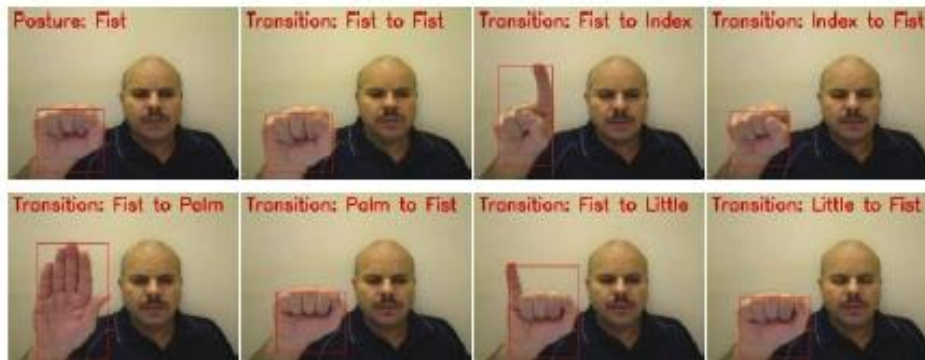 Posture: Fist
Transition: Fist to Fist
Transition: Fist to Index
Transition: Index to Fist
Transition: Fist to Palm
Transition: Palm to Fist
Transition: Fist to Little
Transition: Little to Fist